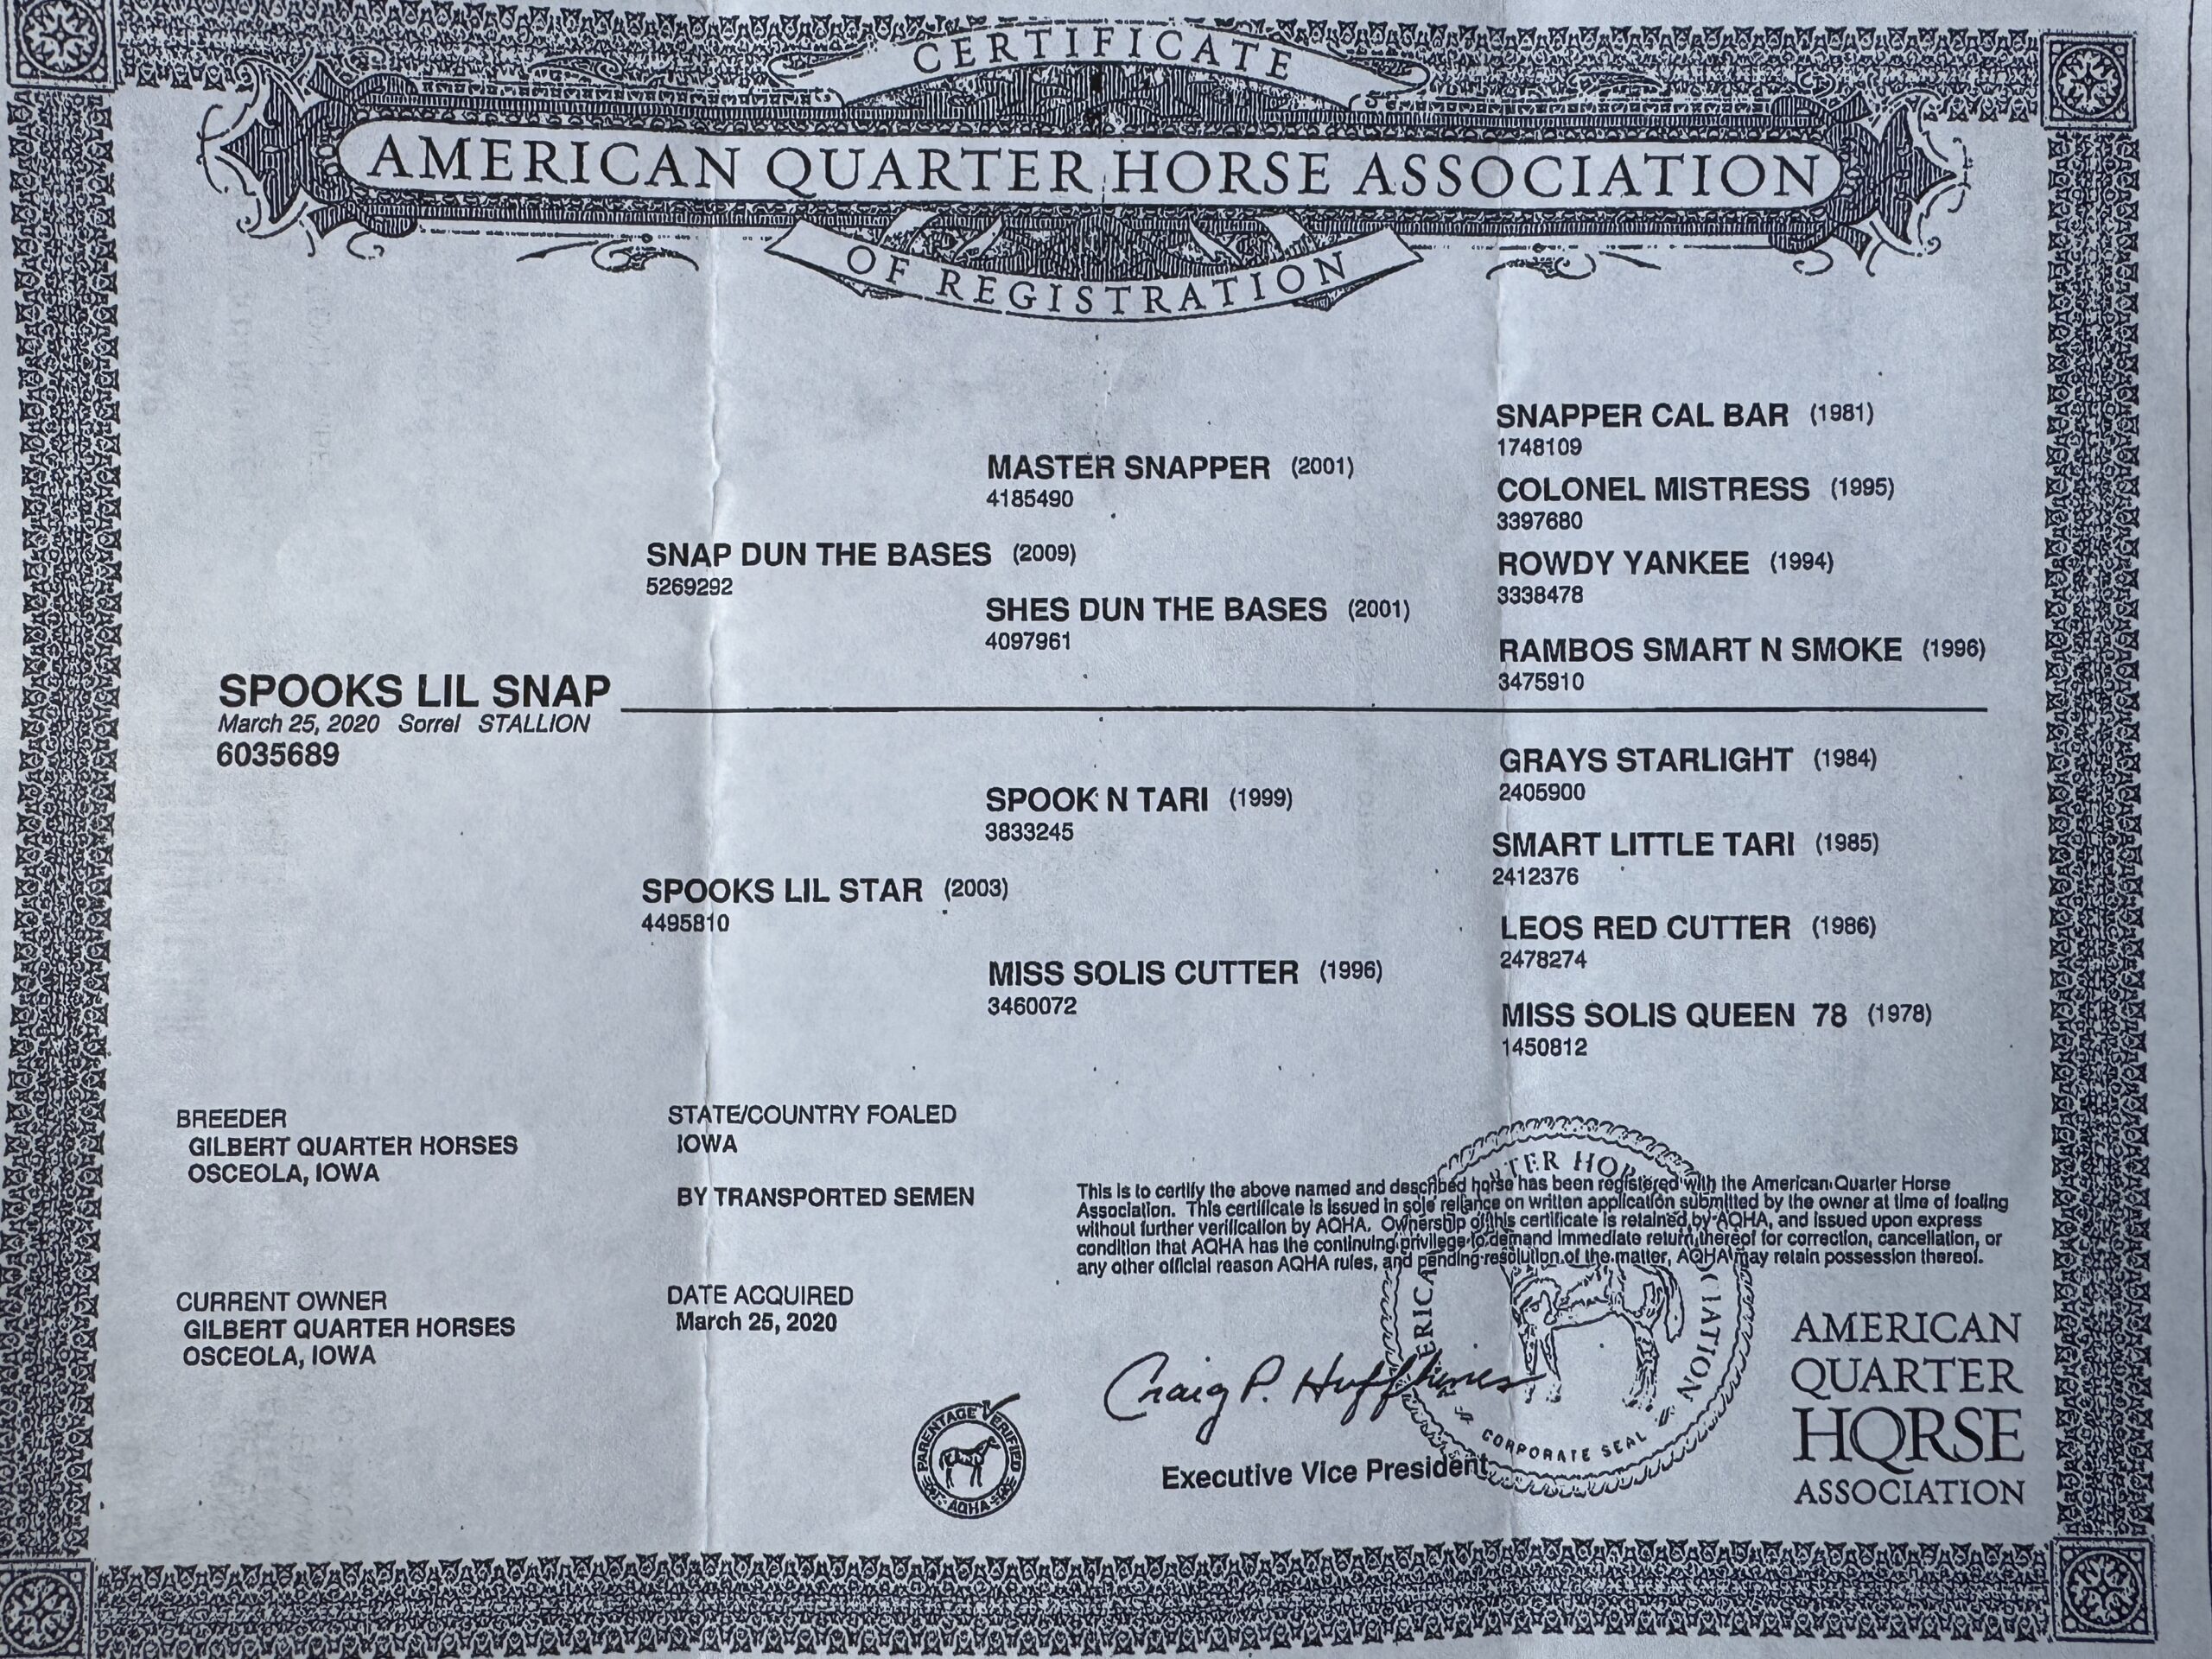 CERTIFICATE
AMERICAN QUARTER HORSE ASSOCIATION
OF REGISTRATION
SNAPPER CAL BAR (1981)
1748109
MASTER SNAPPER (2001)
4185490
COLONEL MISTRESS (1995)
3397680
SNAP DUN THE BASES (2009)
5269292
ROWDY YANKEE (1994)
3338478
SHES DUN THE BASES (2001)
4097961
RAMBOS SMART N SMOKE (1996)
3475910
SPOOKS LIL SNAP
March 25, 2020 Sorrel STALLION
6035689
GRAYS STARLIGHT (1984)
2405900
SPOOK N TARI (1999)
3833245
SMART LITTLE TARI (1985)
2412376
SPOOKS LIL STAR (2003)
4495810
LEOS RED CUTTER (1986)
2478274
MISS SOLIS CUTTER (1996)
3460072
MISS SOLIS QUEEN 78 (1978)
1450812
BREEDER
GILBERT QUARTER HORSES
OSCEOLA, IOWA
STATE/COUNTRY FOALED
IOWA
BY TRANSPORTED SEMEN
This is to certify the above named and described horse has been registered with the American Quarter Horse
Association. This certificate is issued in sole reliance on written application submitted by the owner at time of foaling
without further verification by AQHA. Ownership of this certificate is retained by AQHA, and issued upon express
condition that AQHA has the continuing privilege to demand immediate return thereof for correction, cancellation, or
any other official reason AQHA rules, and pending resolution of the matter, AQHA may retain possession thereof.
CURRENT OWNER
GILBERT QUARTER HORSES
OSCEOLA, IOWA
DATE ACQUIRED
March 25, 2020
PARENTAGE VERIFIED
AQHA
Craig P. Huffhines
Executive Vice President
CORPORATE SEAL
AMERICAN
QUARTER
HORSE
ASSOCIATION